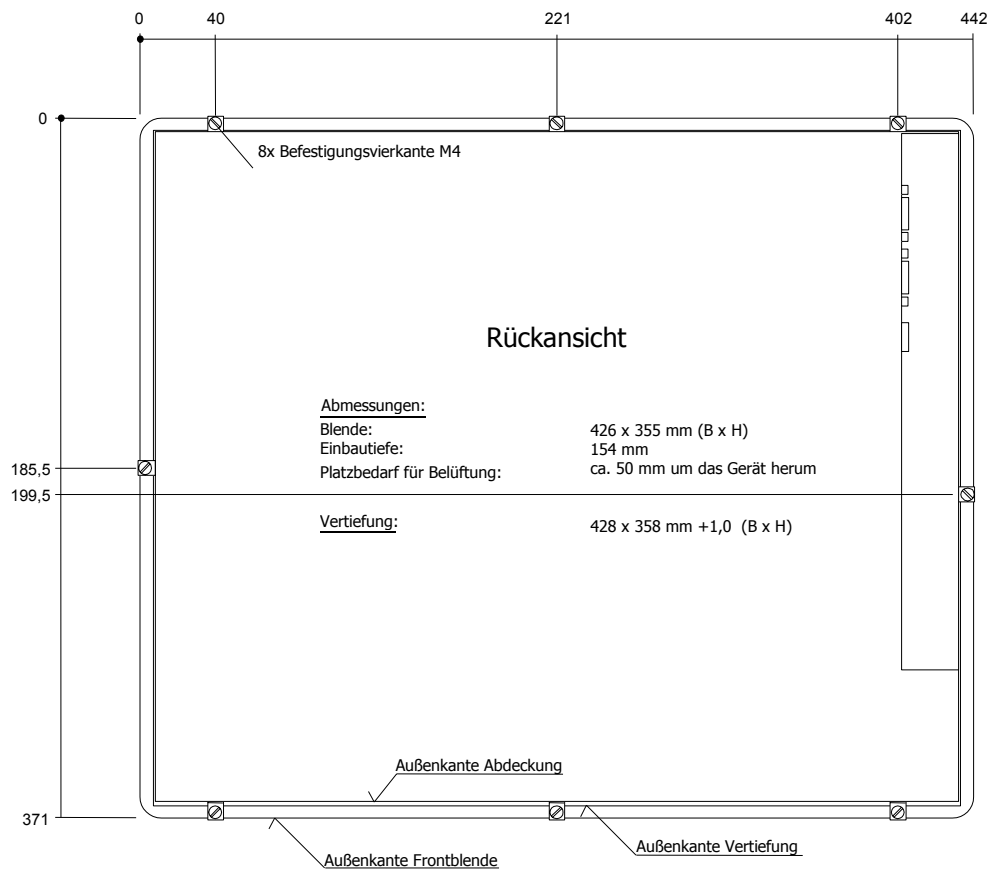 0 40 221 402 442
0
8x Befestigungsvierkante M4
Rückansicht
Abmessungen:
Blende: 426 x 355 mm (B x H)
Einbautiefe: 154 mm
Platzbedarf für Belüftung: ca. 50 mm um das Gerät herum
185,5
199,5
Vertiefung: 428 x 358 mm +1,0 (B x H)
Außenkante Abdeckung
371
Außenkante Vertiefung
Außenkante Frontblende